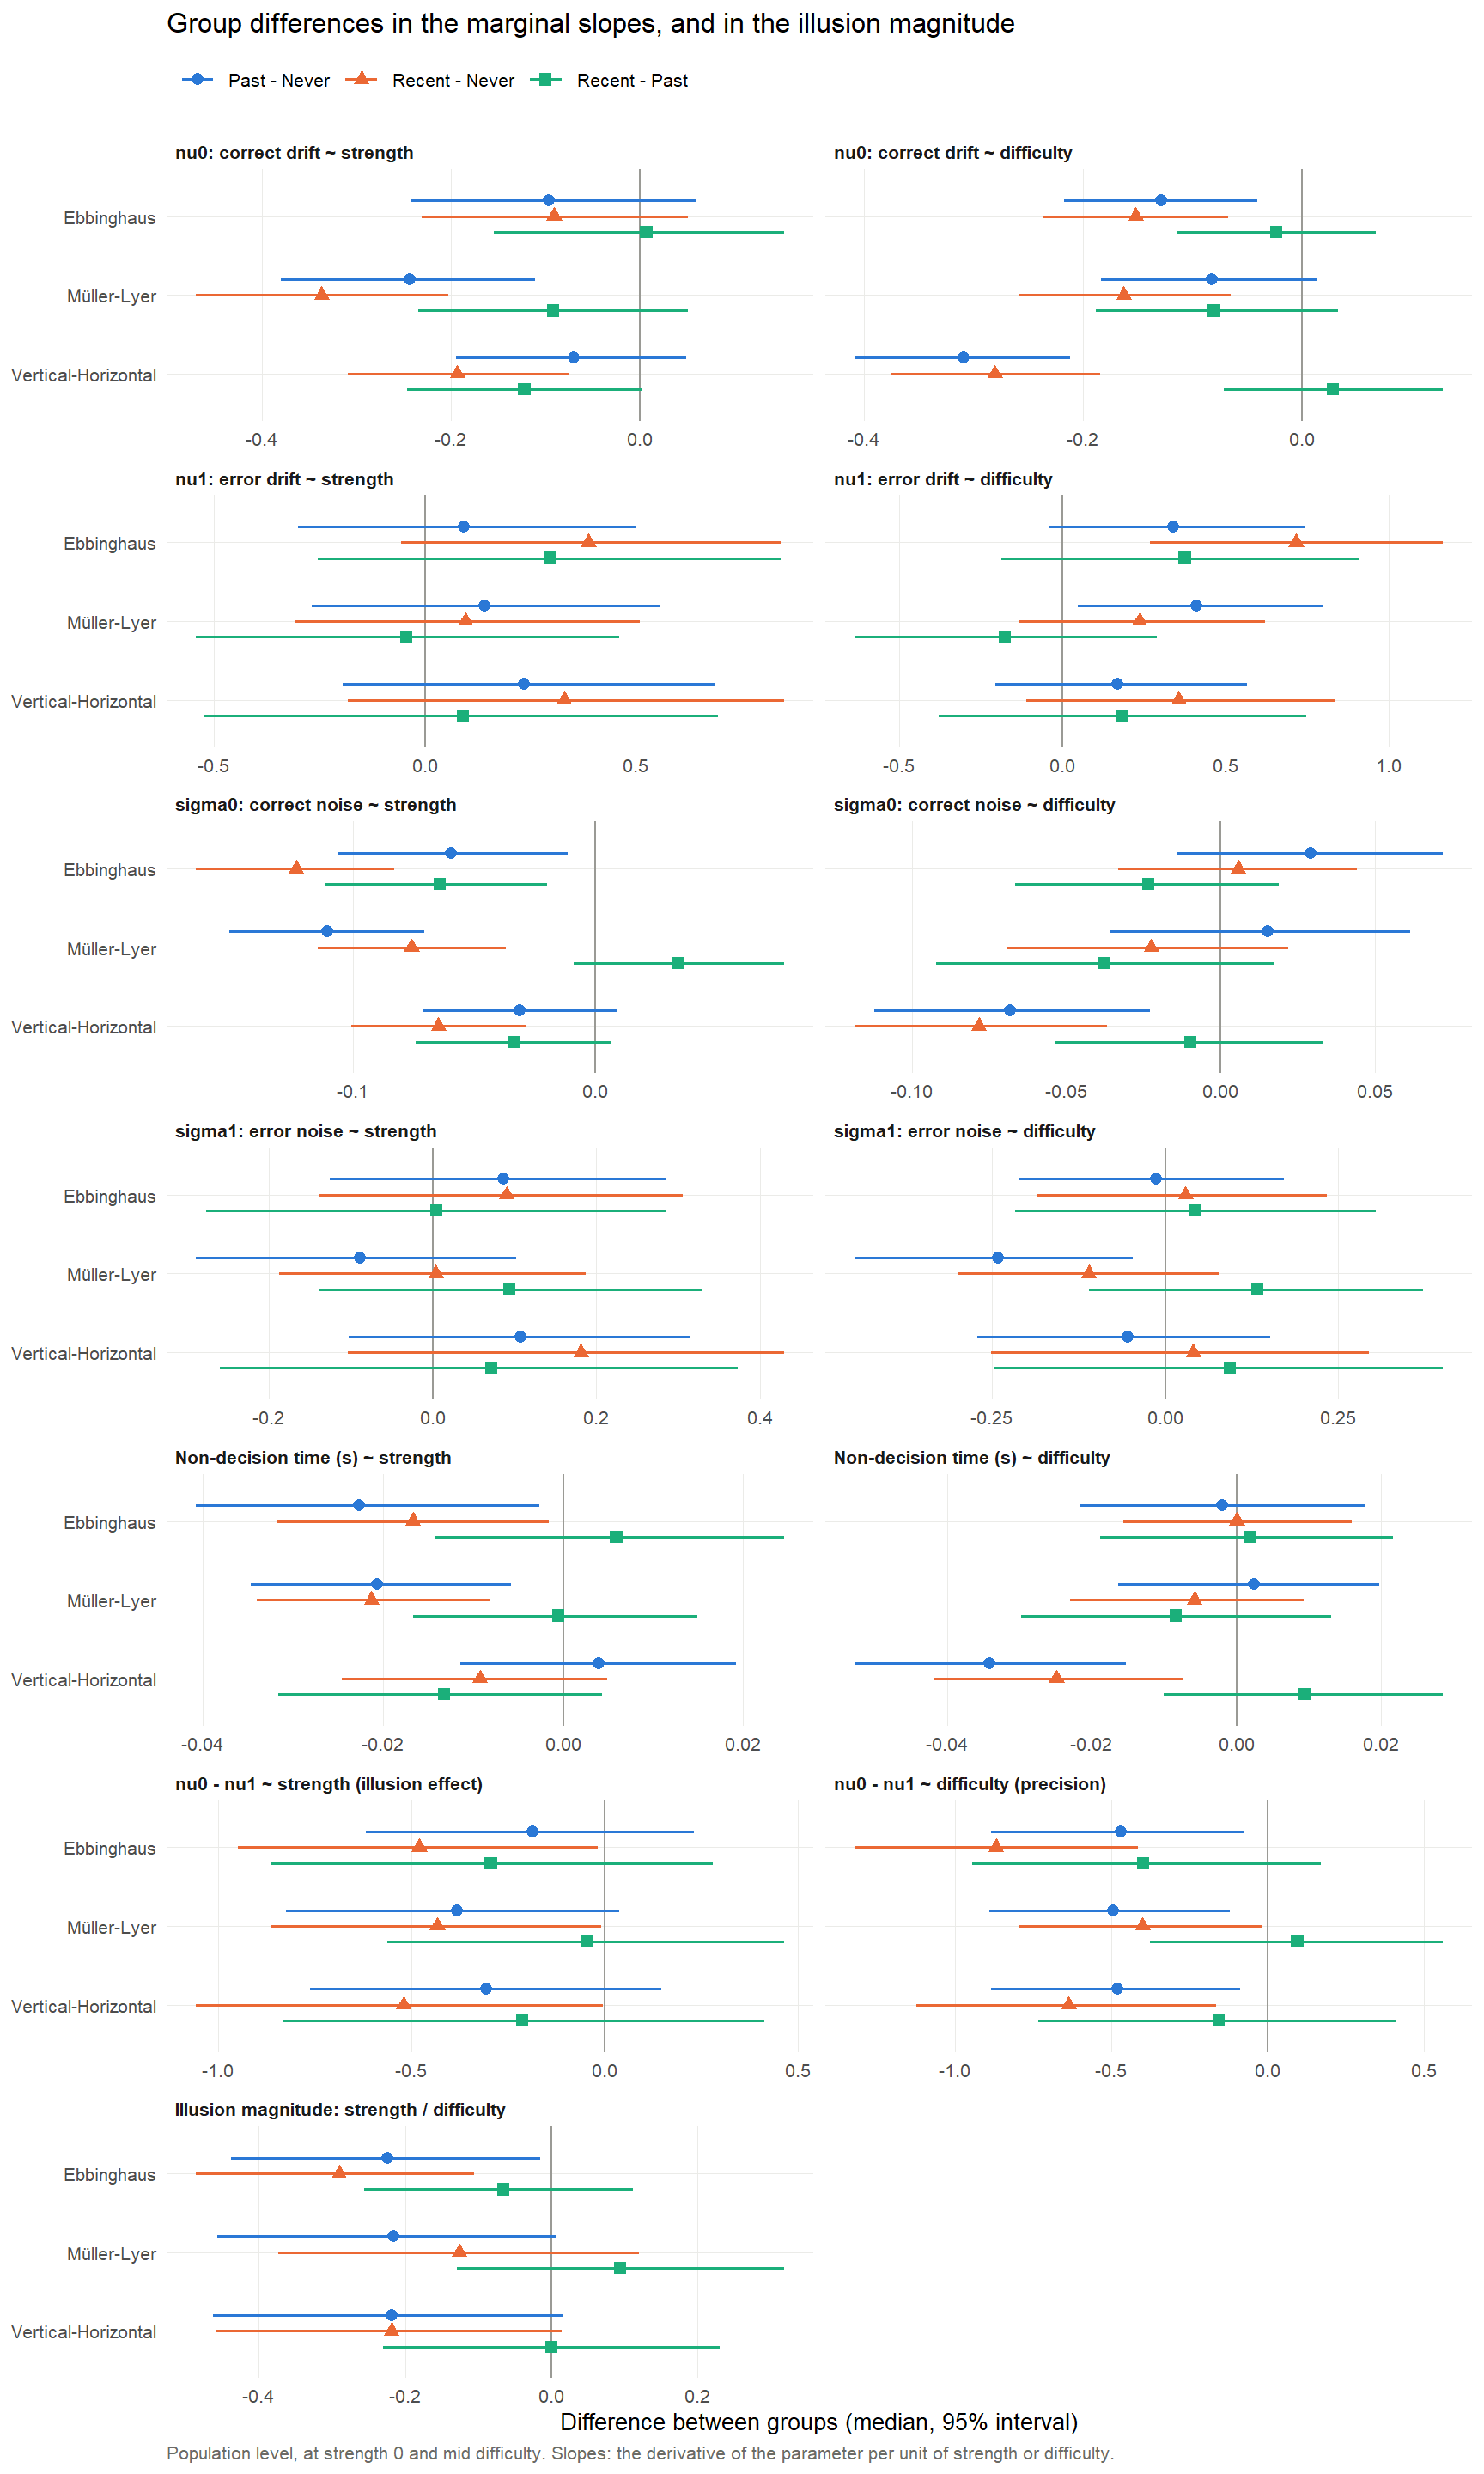 Group differences in the marginal slopes, and in the illusion magnitude
Past - Never Recent - Never Recent - Past
nu0: correct drift ~ strength nu0: correct drift ~ difficulty
Ebbinghaus
Müller-Lyer
Vertical-Horizontal
-0.4 -0.2 0.0 -0.4 -0.2 0.0
nu1: error drift ~ strength nu1: error drift ~ difficulty
Ebbinghaus
Müller-Lyer
Vertical-Horizontal
-0.5 0.0 0.5 -0.5 0.0 0.5 1.0
sigma0: correct noise ~ strength sigma0: correct noise ~ difficulty
Ebbinghaus
Müller-Lyer
Vertical-Horizontal
-0.1 0.0 -0.10 -0.05 0.00 0.05
sigma1: error noise ~ strength sigma1: error noise ~ difficulty
Ebbinghaus
Müller-Lyer
Vertical-Horizontal
-0.2 0.0 0.2 0.4 -0.25 0.00 0.25
Non-decision time (s) ~ strength Non-decision time (s) ~ difficulty
Ebbinghaus
Müller-Lyer
Vertical-Horizontal
-0.04 -0.02 0.00 0.02 -0.04 -0.02 0.00 0.02
nu0 - nu1 ~ strength (illusion effect) nu0 - nu1 ~ difficulty (precision)
Ebbinghaus
Müller-Lyer
Vertical-Horizontal
-1.0 -0.5 0.0 0.5 -1.0 -0.5 0.0 0.5
Illusion magnitude: strength / difficulty
Ebbinghaus
Müller-Lyer
Vertical-Horizontal
-0.4 -0.2 0.0 0.2
Difference between groups (median, 95% interval)
Population level, at strength 0 and mid difficulty. Slopes: the derivative of the parameter per unit of strength or difficulty.